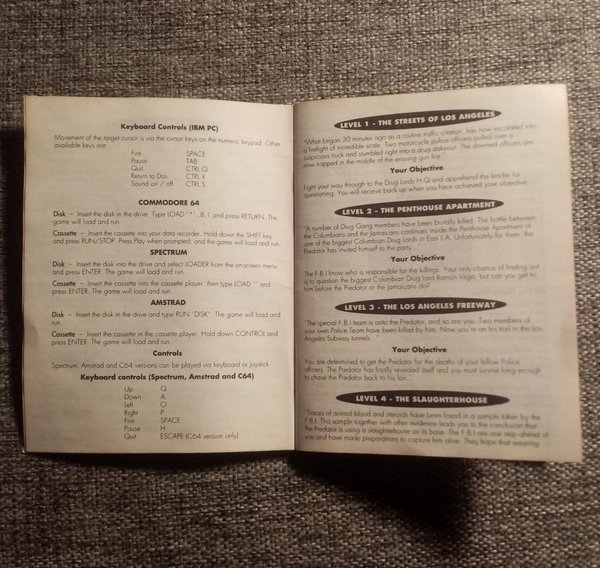 Keyboard Controls (IBM PC)
Movement of the target cursor is via the cursor keys on the numeric keypad. Other
available keys are:
Fire SPACE
Pause TAB
Quit CTRL Q
Return to Dos CTRL X
Sound on / off CTRL S
COMMODORE 64
Disk – Insert the disk in the drive. Type LOAD "*", 8,1 and press RETURN. The
game will load and run.
Cassette – Insert the cassette into your data recorder. Hold down the SHIFT key
and press RUN/STOP. Press Play when prompted, and the game will load and run.
SPECTRUM
Disk – Insert the disk into the drive and select LOADER from the on-screen menu
and press ENTER. The game will load and run.
Cassette – Insert the cassette into the cassette player, then type LOAD "" and
press ENTER. The game will load and run.
AMSTRAD
Disk – Insert the disk in the drive and type RUN "DISK". The game will load and
run.
Cassette – Insert the cassette in the cassette player. Hold down CONTROL and
press ENTER. The game will load and run.
Controls
Spectrum, Amstrad and C64 versions can be played via keyboard or Joystick.
Keyboard controls (Spectrum, Amstrad and C64)
Up Q
Down A
Left O
Right P
Fire SPACE
Pause H
Quit ESCAPE (C64 version only)
LEVEL 1 - THE STREETS OF LOS ANGELES
"What began 30 minutes ago as a routine traffic citation, has now escalated into
a firefight of incredible scale. Two motorcycle police officers pulled over a
suspicious truck and stumbled right into a drug stakeout. The downed officers are
now trapped in the middle of the ensuing gun fire."
Your Objective
Fight your way through to the Drug Lords H.Q and apprehend the leader for
questioning. You will recieve back up when you have achieved your objective.
LEVEL 2 - THE PENTHOUSE APARTMENT
"A number of Drug Gang members have been brutally killed. The battle between
the Columbians and the Jamaicans continues inside the Penthouse Apartment of
one of the biggest Columbian Drug Lords in East L.A. Unfortunately for them, the
Predator has invited himself to the party.
Your Objective
The F.B.I know who is responsible for the killings. Your only chance of finding out
is to question the biggest Columbian Drug Lord Ramon Vega, but can you get to
him before the Predator or the Jamaicans do?
LEVEL 3 - THE LOS ANGELES FREEWAY
"The special F.B.I team is onto the Predator, and so are you. Two members of
your own Police Team have been killed by him. Now you're on his tail in the Los
Angeles Subway tunnels...
Your Objective
You are determined to get the Predator for the deaths of your fellow Police
officers. The Predator has finally revealed itself and you must survive long enough
to chase the Predator back to his lair.
LEVEL 4 - THE SLAUGHTERHOUSE
"Traces of animal blood and steroids have been found in a sample taken by the
F.B.I. This sample together with other evidence leads you to the conclusion that
the Predator is using a slaughterhouse as its base. The F.B.I are one step ahead of
you and have made preparations to capture him alive. They hope that wearing